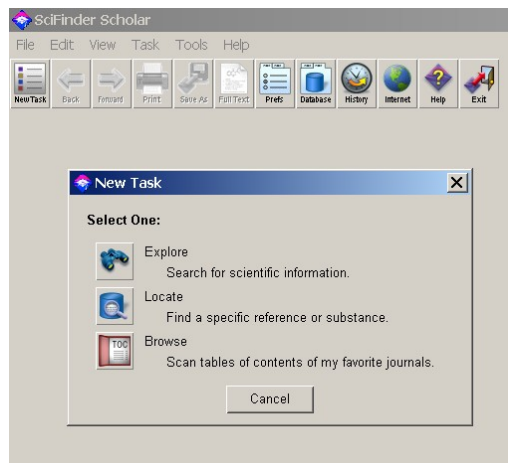 SciFinder Scholar
File Edit View Task Tools Help
New Task Back Forward Print Save As Full Text Prefs Database History Internet Help Exit
New Task
Select One:
Explore
Search for scientific information.
Locate
Find a specific reference or substance.
TOC
Browse
Scan tables of contents of my favorite journals.
Cancel